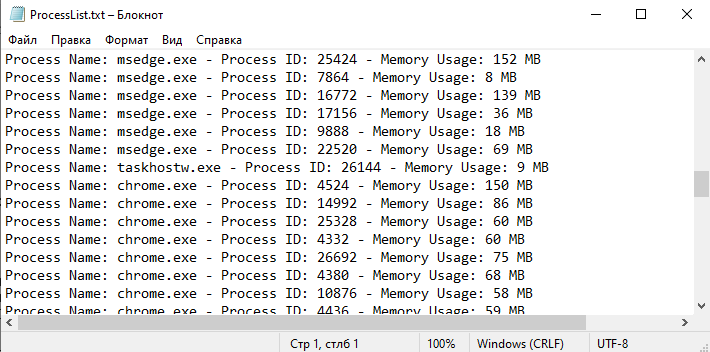 ProcessList.txt – Блокнот
Файл Правка Формат Вид Справка
Process Name: msedge.exe - Process ID: 25424 - Memory Usage: 152 MB
Process Name: msedge.exe - Process ID: 7864 - Memory Usage: 8 MB
Process Name: msedge.exe - Process ID: 16772 - Memory Usage: 139 MB
Process Name: msedge.exe - Process ID: 17156 - Memory Usage: 36 MB
Process Name: msedge.exe - Process ID: 9888 - Memory Usage: 18 MB
Process Name: msedge.exe - Process ID: 22520 - Memory Usage: 69 MB
Process Name: taskhostw.exe - Process ID: 26144 - Memory Usage: 9 MB
Process Name: chrome.exe - Process ID: 4524 - Memory Usage: 150 MB
Process Name: chrome.exe - Process ID: 14992 - Memory Usage: 86 MB
Process Name: chrome.exe - Process ID: 25328 - Memory Usage: 60 MB
Process Name: chrome.exe - Process ID: 4332 - Memory Usage: 60 MB
Process Name: chrome.exe - Process ID: 26692 - Memory Usage: 75 MB
Process Name: chrome.exe - Process ID: 4380 - Memory Usage: 68 MB
Process Name: chrome.exe - Process ID: 10876 - Memory Usage: 58 MB
Process Name: chrome.exe - Process ID: 4436 - Memory Usage: 59 MB
Стр 1, стлб 1 100% Windows (CRLF) UTF-8